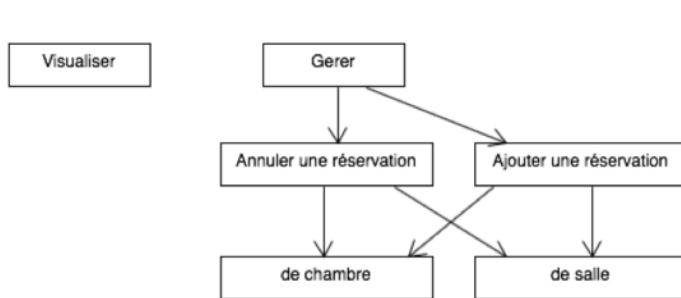 Visualiser
Gerer
Annuler une réservation
Ajouter une réservation
de chambre
de salle